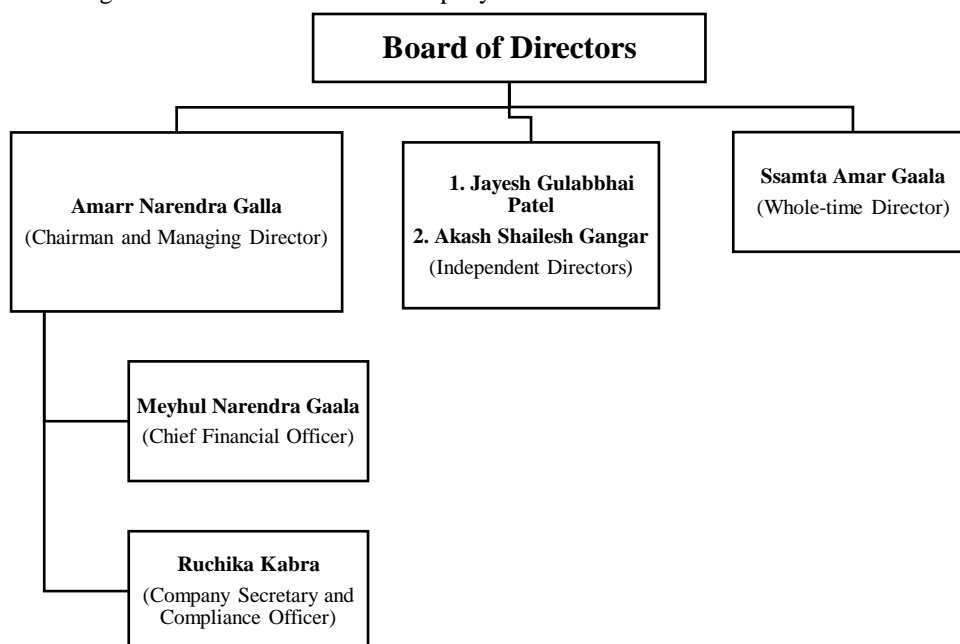 Board of Directors
Amarr Narendra Galla
(Chairman and Managing Director)
1. Jayesh Gulabbhai
Patel
2. Akash Shailesh Gangar
(Independent Directors)
Ssamta Amar Gaala
(Whole-time Director)
Meyhul Narendra Gaala
(Chief Financial Officer)
Ruchika Kabra
(Company Secretary and
Compliance Officer)